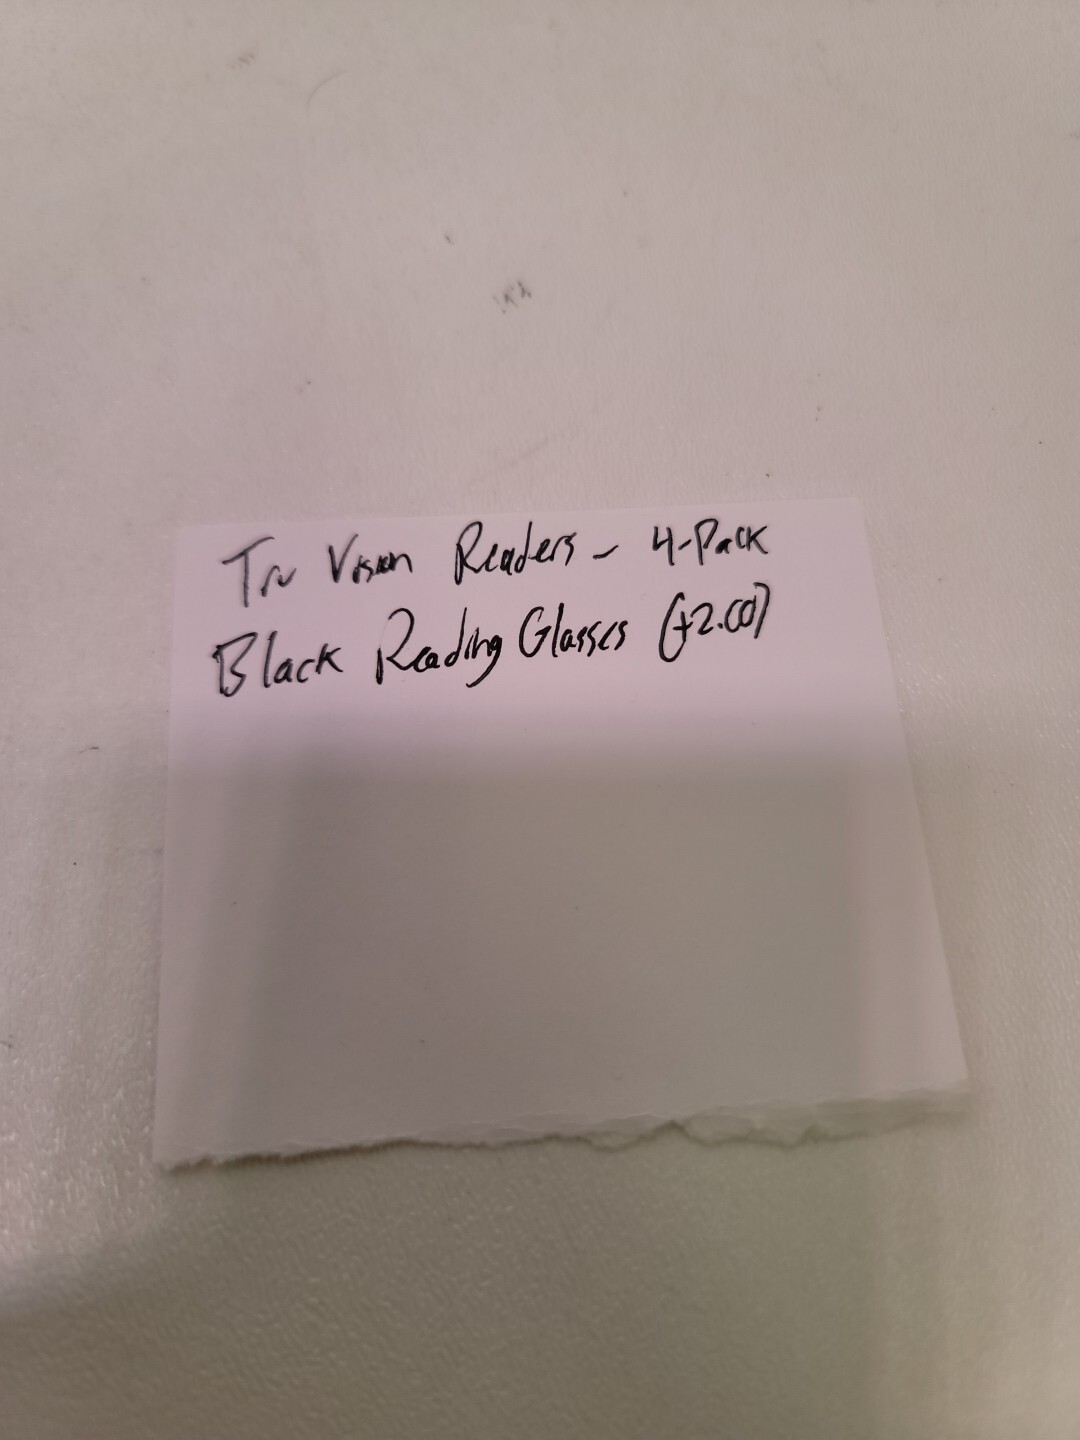 Tru Vision Readers - 4-Pack
Black Reading Glasses (+2.00)